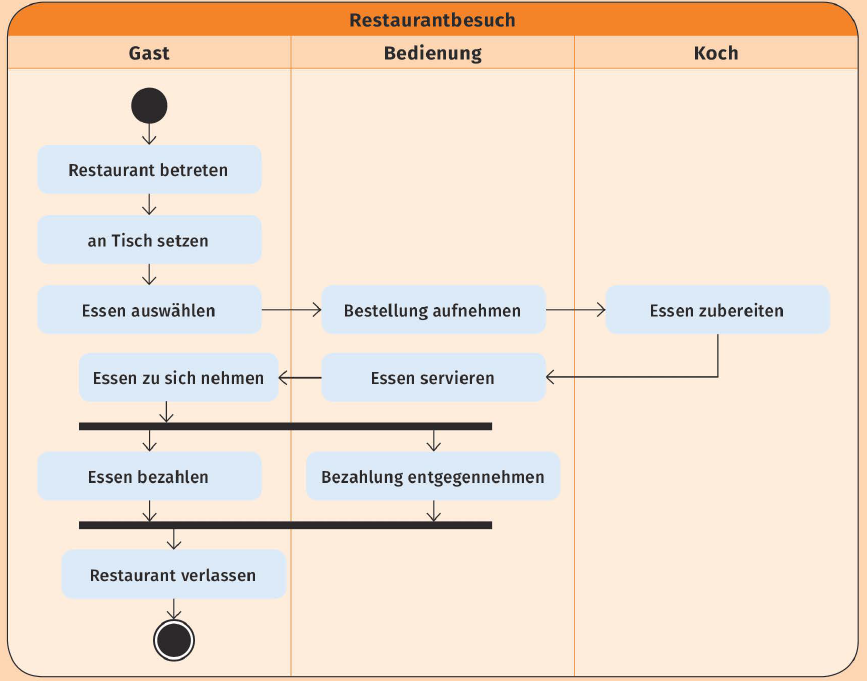 Restaurantbesuch
Gast
Bedienung
Koch
Restaurant betreten
an Tisch setzen
Essen auswählen
Bestellung aufnehmen
Essen zubereiten
Essen zu sich nehmen
Essen servieren
Essen bezahlen
Bezahlung entgegennehmen
Restaurant verlassen